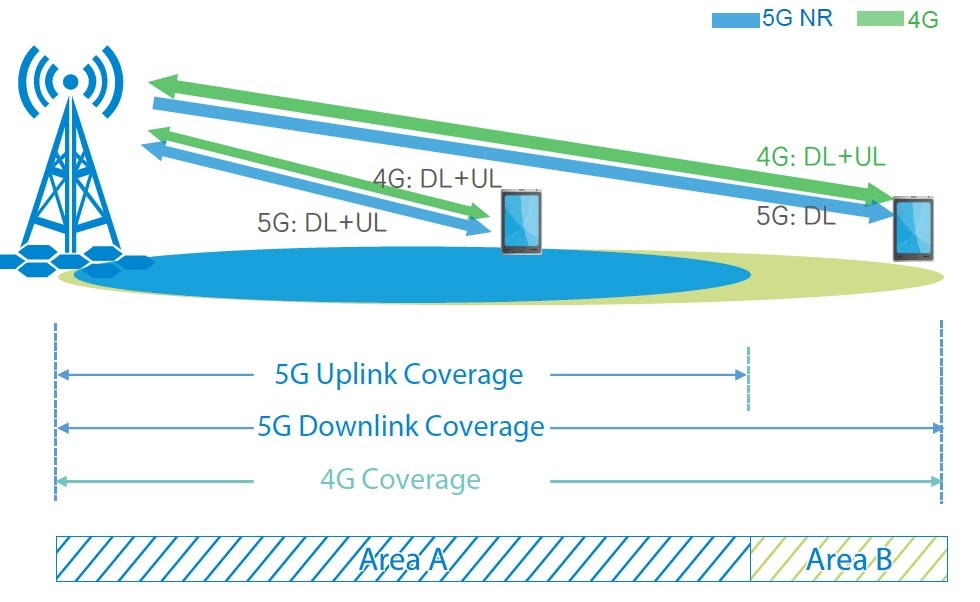 5G NR
4G
4G: DL+UL
4G: DL+UL
5G: DL
5G: DL+UL
5G Uplink Coverage
5G Downlink Coverage
4G Coverage
Area A
Area B